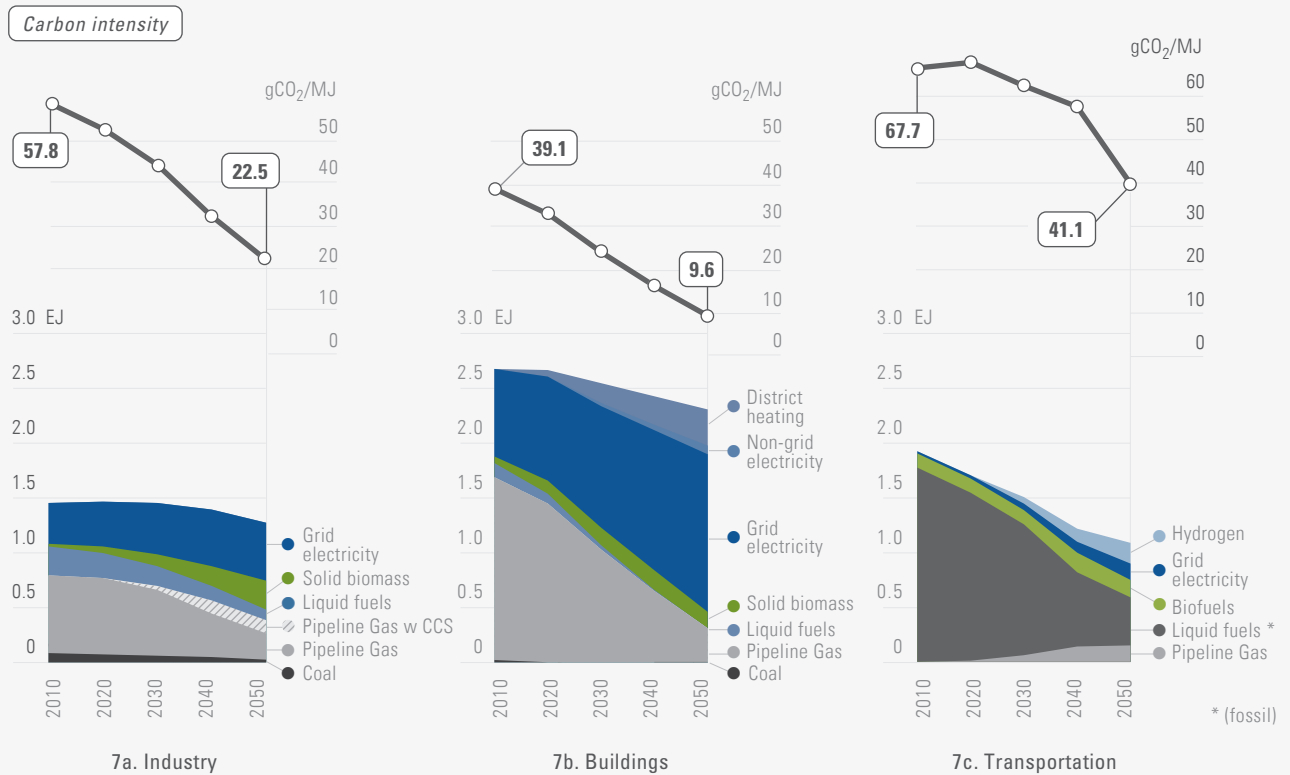 Carbon intensity
gCO2/MJ
50
40
30
20
10
0
57.8
22.5
3.0 EJ
2.5
2.0
1.5
1.0
0.5
0
Grid
electricity
Solid biomass
Liquid fuels
Pipeline Gas w CCS
Pipeline Gas
Coal
2010
2020
2030
2040
2050
7a. Industry
gCO2/MJ
50
40
30
20
10
0
39.1
9.6
3.0 EJ
2.5
2.0
1.5
1.0
0.5
0
District
heating
Non-grid
electricity
Grid
electricity
Solid biomass
Liquid fuels
Pipeline Gas
Coal
2010
2020
2030
2040
2050
7b. Buildings
gCO2/MJ
60
50
40
30
20
10
0
67.7
41.1
3.0 EJ
2.5
2.0
1.5
1.0
0.5
0
Hydrogen
Grid
electricity
Biofuels
Liquid fuels *
Pipeline Gas
2010
2020
2030
2040
2050
* (fossil)
7c. Transportation